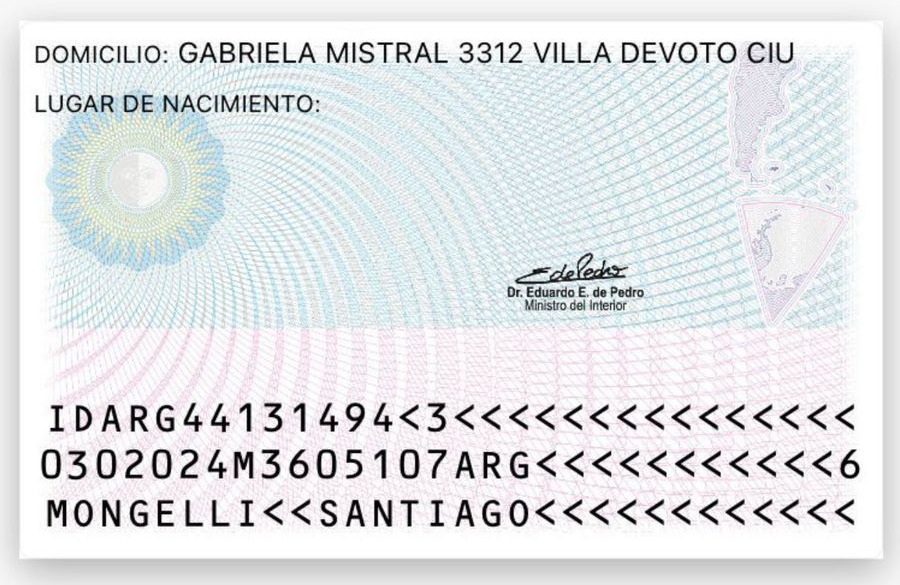 DOMICILIO: GABRIELA MISTRAL 3312 VILLA DEVOTO CIU
LUGAR DE NACIMIENTO:
EdePedro
Dr. Eduardo E. de Pedro
Ministro del Interior
IDARG44131494<3<<<<<<<<<<<<<<<
0302024M3605107ARG<<<<<<<<<<<6
MONGELLI<<SANTIAGO<<<<<<<<<<<<